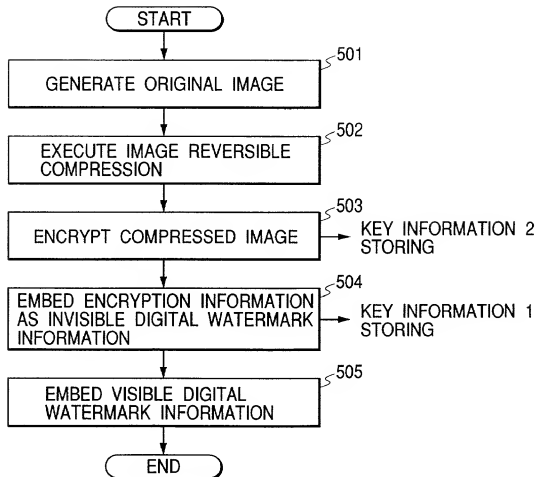 START
501
GENERATE ORIGINAL IMAGE
502
EXECUTE IMAGE REVERSIBLE
COMPRESSION
503
ENCRYPT COMPRESSED IMAGE
KEY INFORMATION 2
STORING
504
EMBED ENCRYPTION INFORMATION
AS INVISIBLE DIGITAL WATERMARK
INFORMATION
KEY INFORMATION 1
STORING
505
EMBED VISIBLE DIGITAL
WATERMARK INFORMATION
END